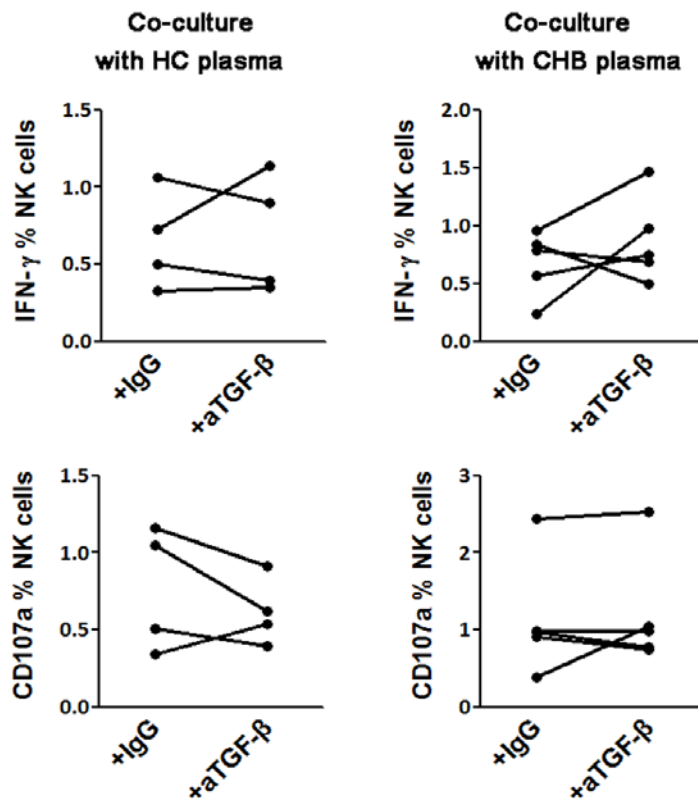 Co-culture
with HC plasma
Co-culture
with CHB plasma
IFN-γ % NK cells
1.5
1.0
0.5
0.0
+IgG
+aTGF-β
IFN-γ % NK cells
2.0
1.5
1.0
0.5
0.0
+IgG
+aTGF-β
CD107a % NK cells
1.5
1.0
0.5
0.0
+IgG
+aTGF-β
CD107a % NK cells
3
2
1
0
+IgG
+aTGF-β